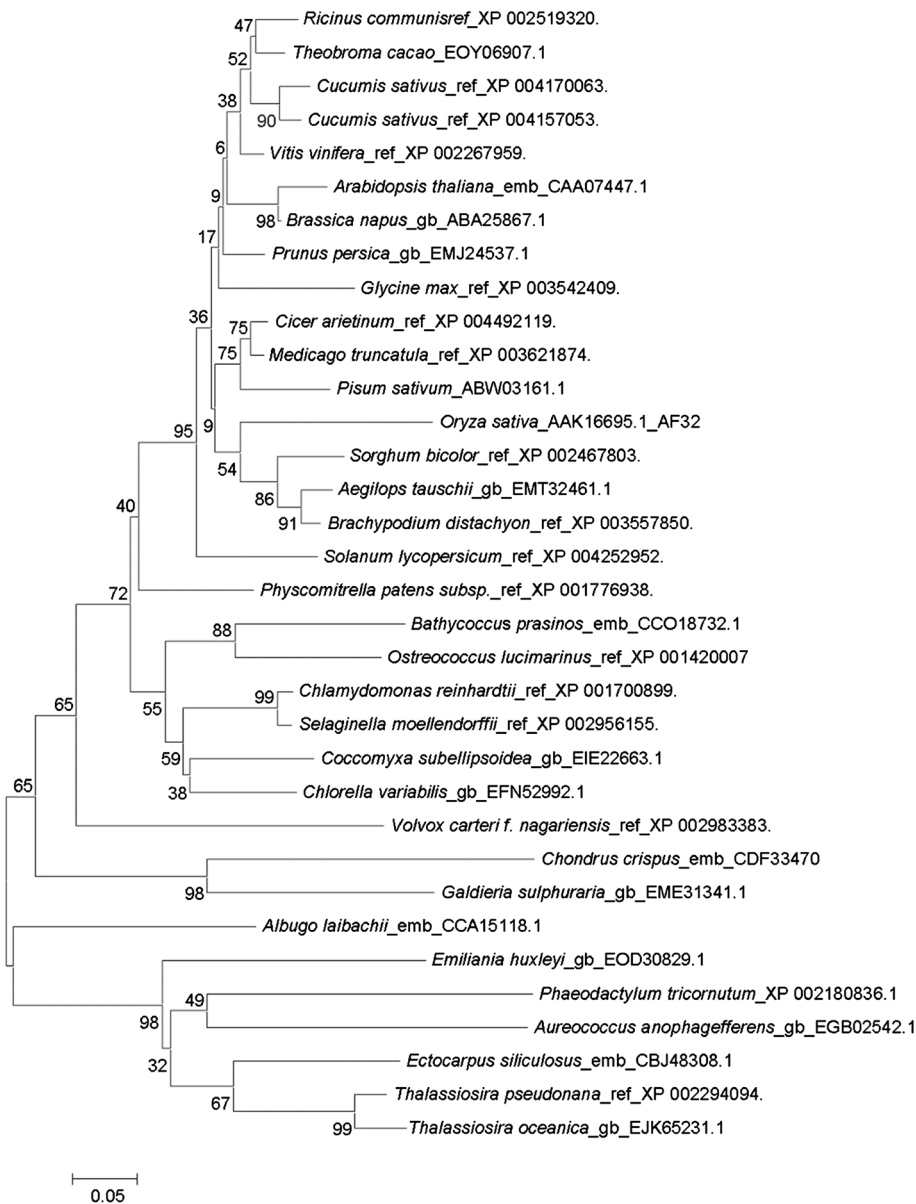 47
Ricinus communisref_XP 002519320.
Theobroma cacao_EOY06907.1
52
Cucumis sativus_ref_XP 004170063.
38
90
Cucumis sativus_ref_XP 004157053.
6
Vitis vinifera_ref_XP 002267959.
Arabidopsis thaliana_emb_CAA07447.1
9
98
Brassica napus_gb_ABA25867.1
17
Prunus persica_gb_EMJ24537.1
Glycine max_ref_XP 003542409.
36
75
Cicer arietinum_ref_XP 004492119.
75
Medicago truncatula_ref_XP 003621874.
Pisum sativum_ABW03161.1
95
9
Oryza sativa_AAK16695.1_AF32
54
Sorghum bicolor_ref_XP 002467803.
86
Aegilops tauschii_gb_EMT32461.1
40
91
Brachypodium distachyon_ref_XP 003557850.
Solanum lycopersicum_ref_XP 004252952.
72
Physcomitrella patens subsp._ref_XP 001776938.
88
Bathycoccus prasinos_emb_CCO18732.1
Ostreococcus lucimarinus_ref_XP 001420007
65
55
99
Chlamydomonas reinhardtii_ref_XP 001700899.
Selaginella moellendorffii_ref_XP 002956155.
59
Coccomyxa subellipsoidea_gb_EIE22663.1
65
38
Chlorella variabilis_gb_EFN52992.1
Volvox carteri f. nagariensis_ref_XP 002983383.
Chondrus crispus_emb_CDF33470
98
Galdieria sulphuraria_gb_EME31341.1
Albugo laibachii_emb_CCA15118.1
Emiliania huxleyi_gb_EOD30829.1
49
Phaeodactylum tricornutum_XP 002180836.1
98
Aureococcus anophagefferens_gb_EGB02542.1
32
Ectocarpus siliculosus_emb_CBJ48308.1
67
Thalassiosira pseudonana_ref_XP 002294094.
99
Thalassiosira oceanica_gb_EJK65231.1
0.05